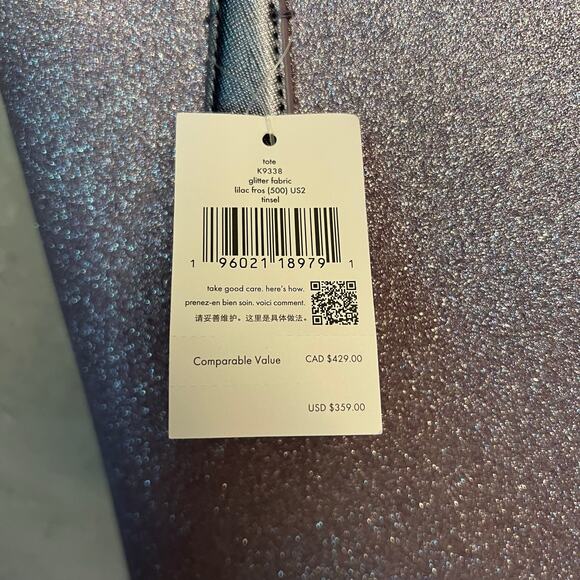 tote
K9338
glitter fabric
lilac fros (500) US2
tinsel
1 96021 18979 1
take good care. here's how.
prenez-en bien soin. voici comment.
请妥善维护。这里是具体做法。
Comparable Value CAD $429.00
USD $359.00